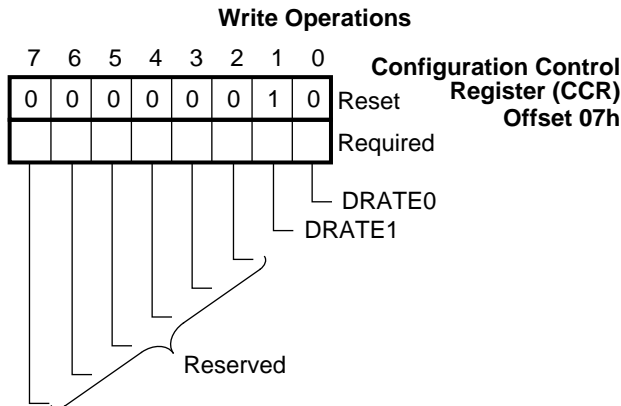 Write Operations
7 6 5 4 3 2 1 0
Configuration Control
Register (CCR)
Offset 07h
0 0 0 0 0 0 1 0 Reset
Required
DRATE0
DRATE1
Reserved